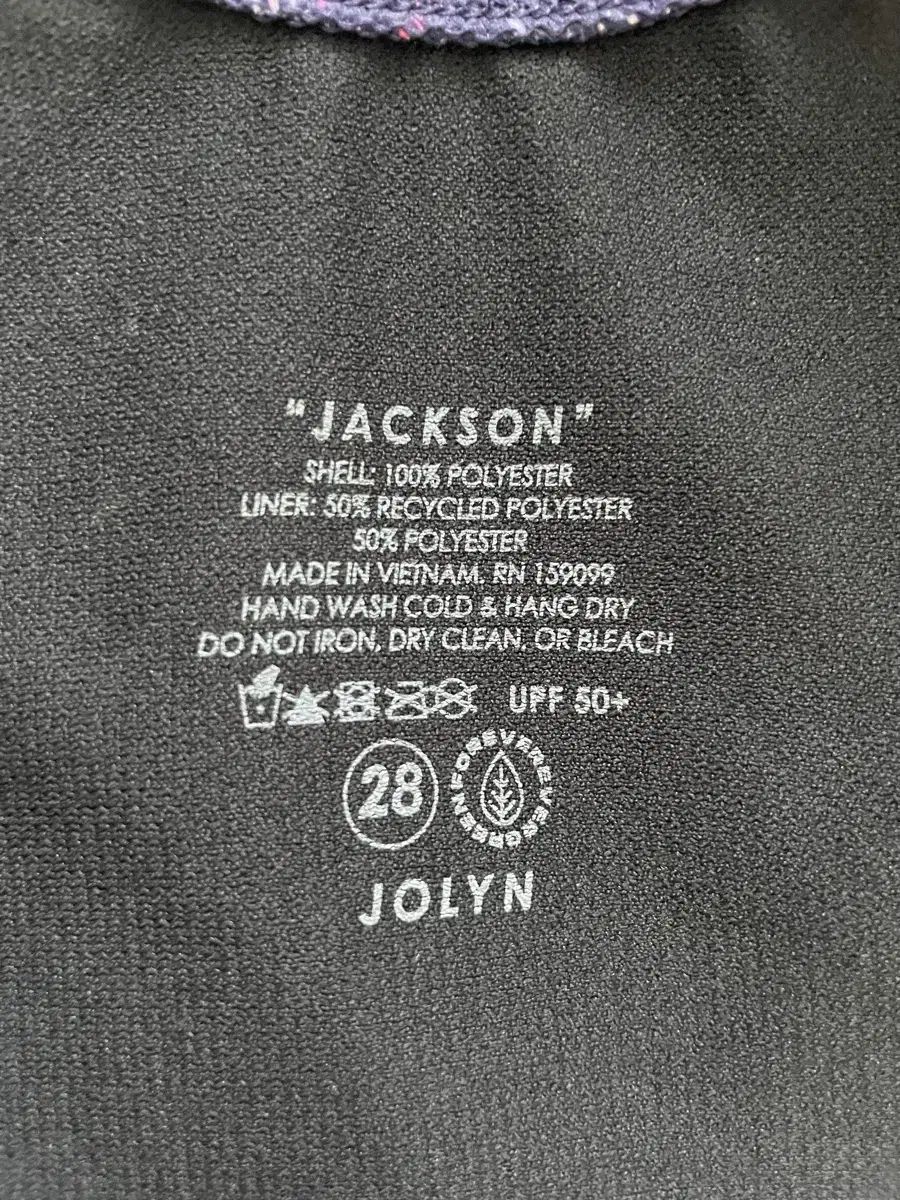 "JACKSON"
SHELL: 100% POLYESTER
LINER: 50% RECYCLED POLYESTER
50% POLYESTER
MADE IN VIETNAM. RN 159099
HAND WASH COLD & HANG DRY
DO NOT IRON, DRY CLEAN, OR BLEACH
UPF 50+
28
FOREVEREVERGREEN
JOLYN